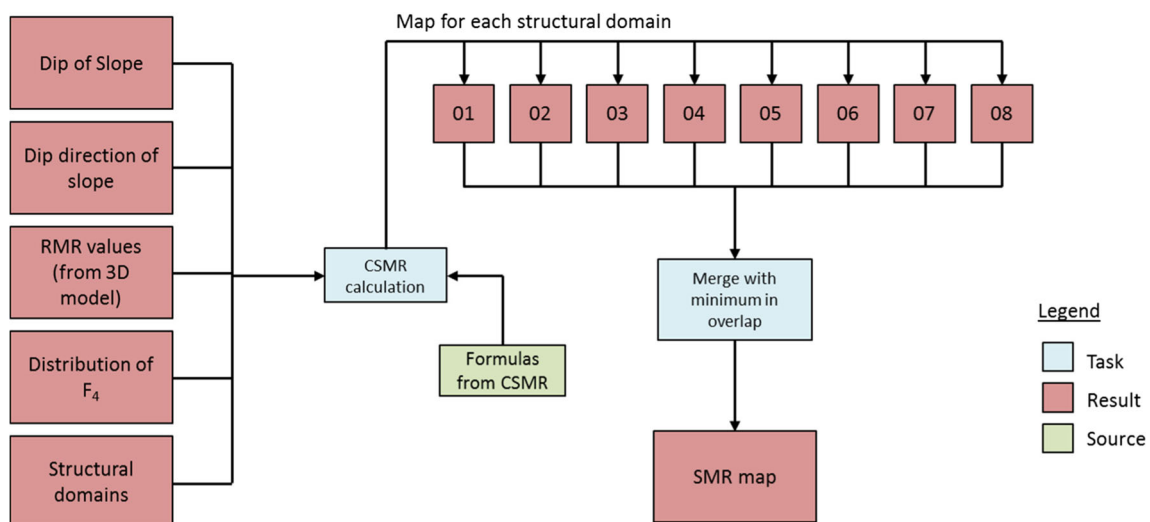 Map for each structural domain
Dip of Slope
Dip direction of
slope
RMR values
(from 3D
model)
Distribution of
F4
Structural
domains
CSMR
calculation
Formulas
from CSMR
01
02
03
04
05
06
07
08
Merge with
minimum in
overlap
SMR map
Legend
Task
Result
Source